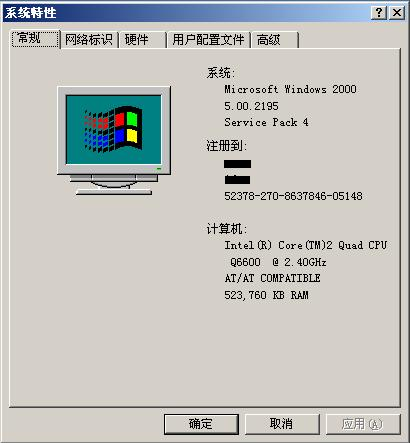 系统特性
常规 网络标识 硬件 用户配置文件 高级
系统:
Microsoft Windows 2000
5.00.2195
Service Pack 4
注册到:
52378-270-8637846-05148
计算机:
Intel(R) Core(TM)2 Quad CPU
Q6600 @ 2.40GHz
AT/AT COMPATIBLE
523,760 KB RAM
确定 取消 应用(A)